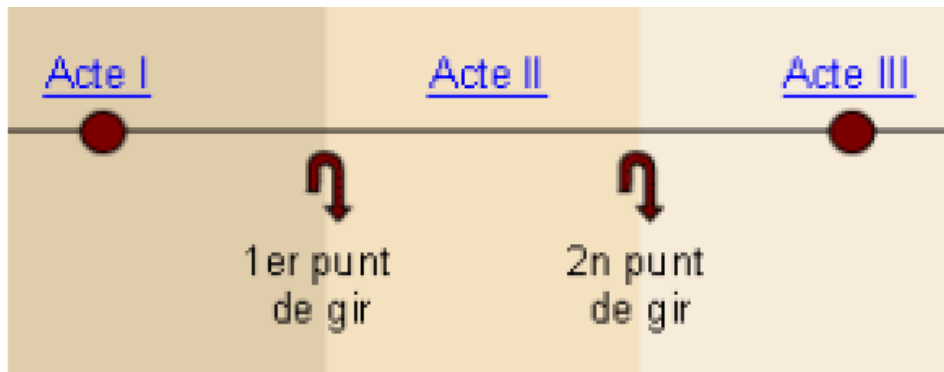 Acte I
Acte II
Acte III
1er punt
de gir
2n punt
de gir